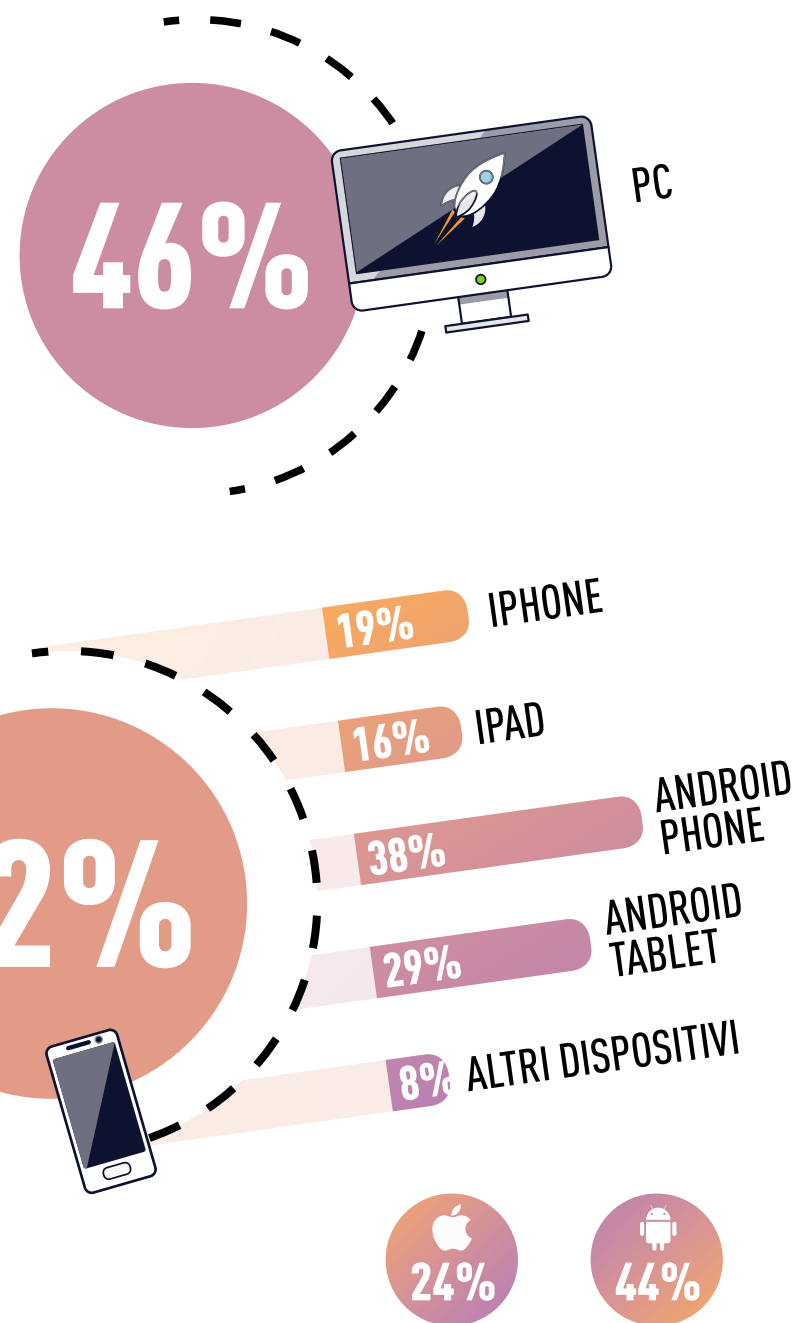 46%
PC
19%
IPHONE
16%
IPAD
38%
ANDROID
PHONE
2%
29%
ANDROID
TABLET
8%
ALTRI DISPOSITIVI
24%
44%